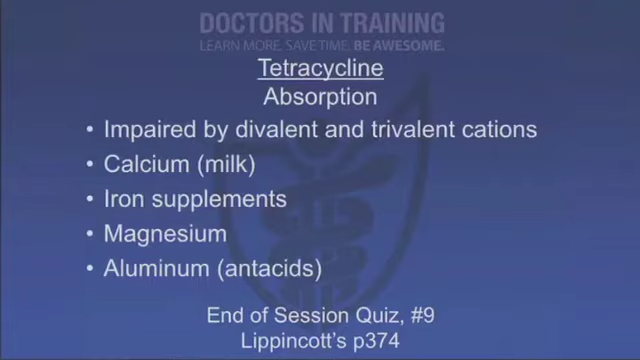 DOCTORS IN TRAINING
LEARN MORE. SAVE TIME. BE AWESOME.
Tetracycline
Absorption
• Impaired by divalent and trivalent cations
• Calcium (milk)
• Iron supplements
• Magnesium
• Aluminum (antacids)
End of Session Quiz, #9
Lippincott's p374